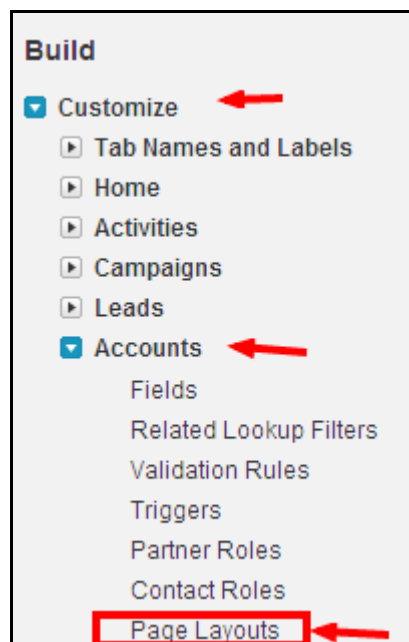 Build
Customize
Tab Names and Labels
Home
Activities
Campaigns
Leads
Accounts
Fields
Related Lookup Filters
Validation Rules
Triggers
Partner Roles
Contact Roles
Page Layouts